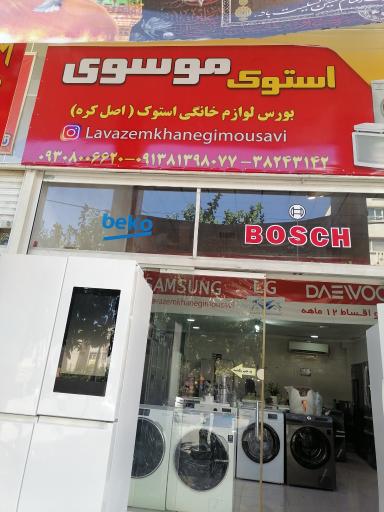 استوک موسوی
بورس لوازم خانگی استوک ( اصل کره)
Lavazemkhanegimousavi
۰۹۳۰۸۰۰۶۶۲۰-۰۹۱۳۸۱۳۹۸۰۷۷-۳۸۲۴۳۱۴۲
beko
BOSCH
SAMSUNG LG DAEWOO
lavazemkhanegimousavi
و اقساط ۱۲ ماهه